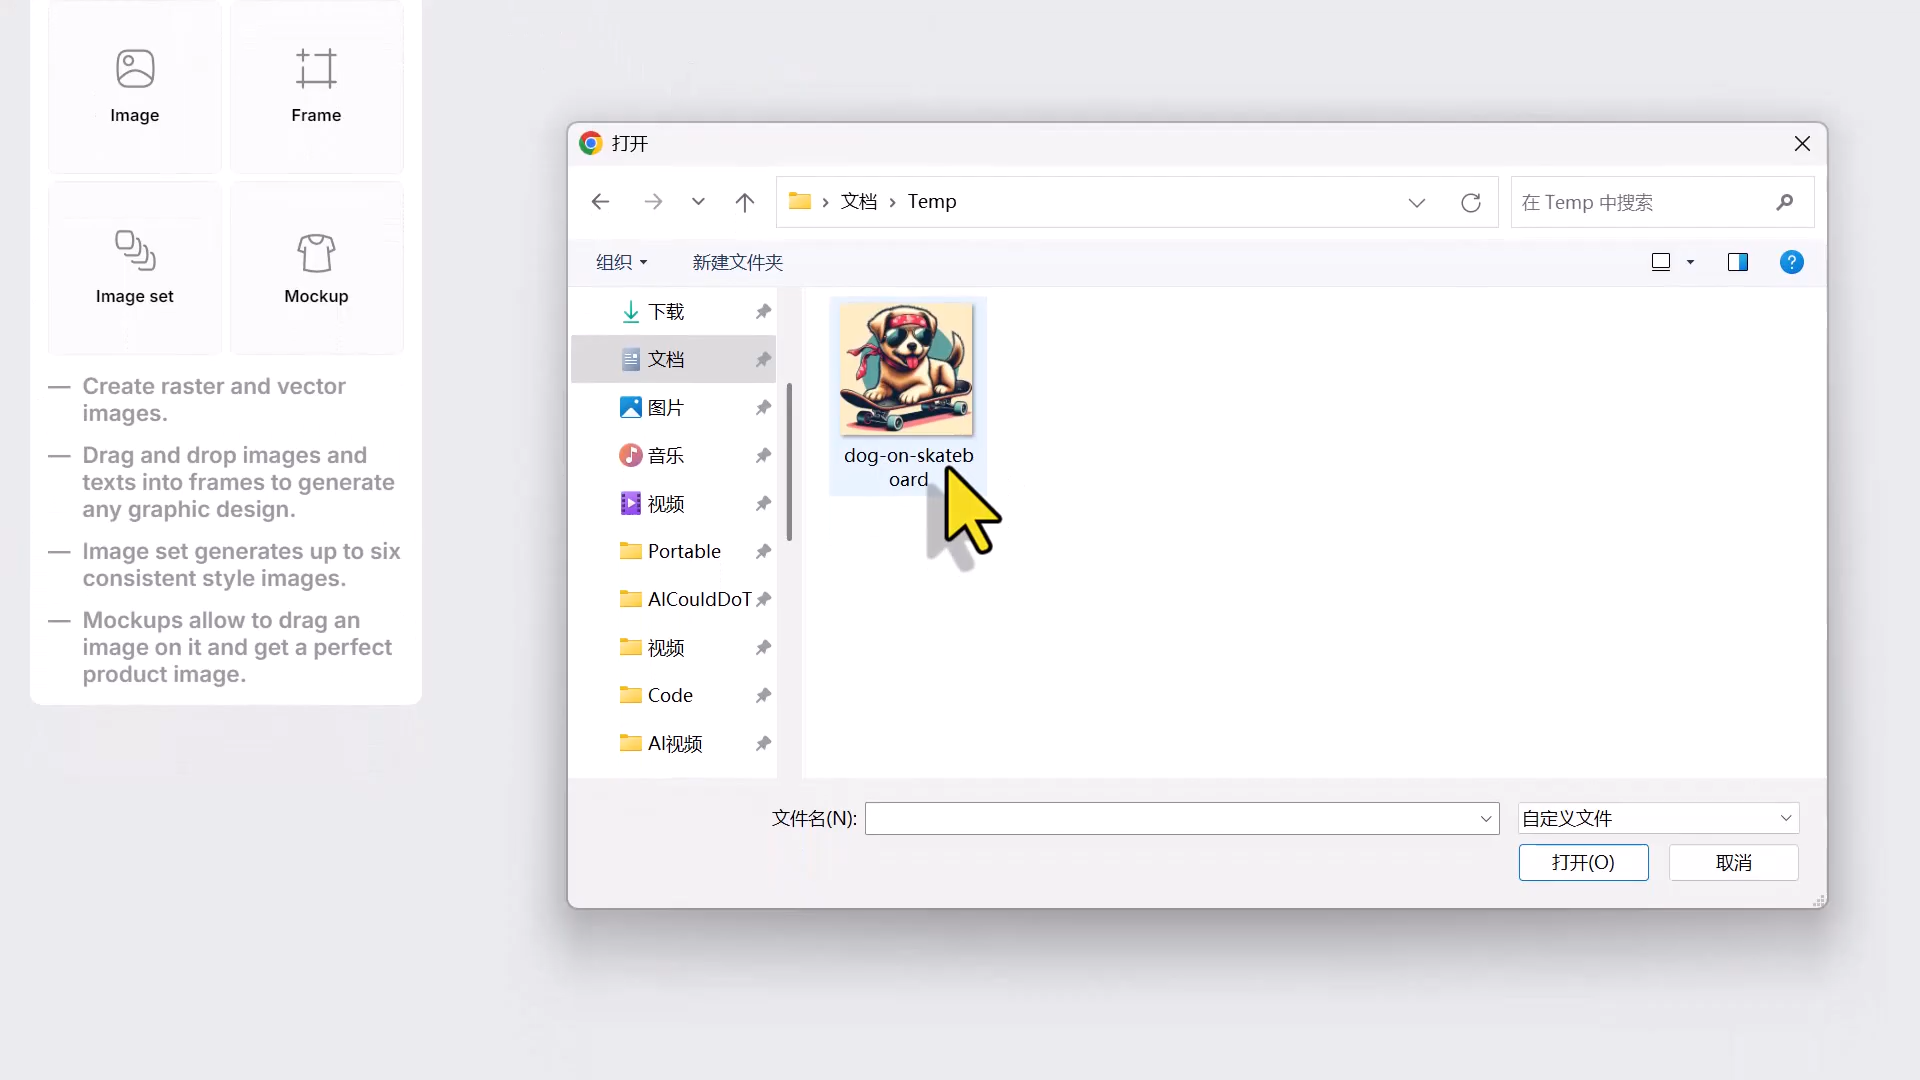 Image
Frame
Image set
Mockup
— Create raster and vector
images.
— Drag and drop images and
texts into frames to generate
any graphic design.
— Image set generates up to six
consistent style images.
— Mockups allow to drag an
image on it and get a perfect
product image.
打开
文档 › Temp
在 Temp 中搜索
组织
新建文件夹
下载
文档
图片
音乐
视频
Portable
AICouldDoT
视频
Code
AI视频
dog-on-skateb
oard
文件名(N):
自定义文件
打开(O)
取消